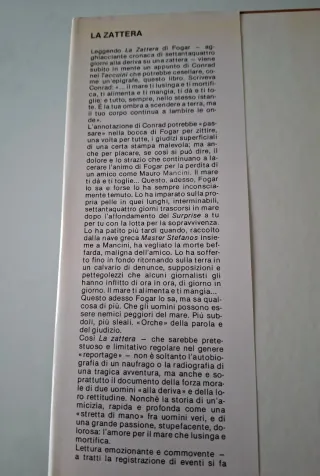 LA ZATTERA
Leggendo La Zattera di Fogar – ag-
ghiacciante cronaca di settantaquattro
giorni alla deriva su una zattera – viene
subito in mente un appunto di Conrad
nei Taccuini che potrebbe cesellare, co-
me un'epigrafe, questo libro. Scriveva
Conrad: «... il mare ti lusinga e ti mortifi-
ca, ti alimenta e ti mangia, ti dà e ti to-
glie; e tutto, sempre, nello stesso istan-
te. È la tua ombra a scendere a terra, ma
il tuo corpo continua a lambire le on-
de».
L'annotazione di Conrad potrebbe «pas-
sare» nella bocca di Fogar per zittire,
una volta per tutte, i giudizi superficiali
di una certa stampa malevola; ma an-
che per placare, se così si può dire, il
dolore e lo strazio che continuano a la-
cerare l'animo di Fogar per la perdita di
un amico come Mauro Mancini. Il mare
ti dà e ti toglie... Questo, adesso, Fogar
lo sa e forse lo ha sempre inconscia-
mente temuto. Lo ha imparato sulla pro-
pria pelle in quei lunghi, interminabili,
settantaquattro giorni trascorsi in mare
dopo l'affondamento del Surprise a tu
per tu con la lotta per la sopravvivenza.
Lo ha patito più tardi quando, raccolto
dalla nave greca Master Stefanos insie-
me a Mancini, ha vegliato la morte bef-
farda, maligna dell'amico. Lo ha soffer-
to fino in fondo ritornando sulla terra in
un calvario di denunce, supposizioni e
pettegolezzi che alcuni giornalisti gli
hanno inflitto di ora in ora, di giorno in
giorno. Il mare ti alimenta e ti mangia...
Questo adesso Fogar lo sa, ma sa qual-
cosa di più. Che gli uomini possono es-
sere nemici peggiori del mare. Più sub-
doli, più sleali. «Orche» della parola e
del giudizio.
Così La zattera – che sarebbe prete-
stuoso e limitativo regolare nel genere
«reportage» – non è soltanto l'autobio-
grafia di un naufrago o la radiografia di
una tragica avventura, ma anche e so-
prattutto il documento della forza mora-
le di due uomini «alla deriva» e della lo-
ro rettitudine. Nonché la storia di un'a-
micizia, rapida e profonda come una
«stretta di mano» fra uomini veri, e di
una grande passione, stupefacente, do-
lorosa: l'amore per il mare che lusinga e
mortifica.
Lettura emozionante e commovente –
a tratti la registrazione di eventi si fa